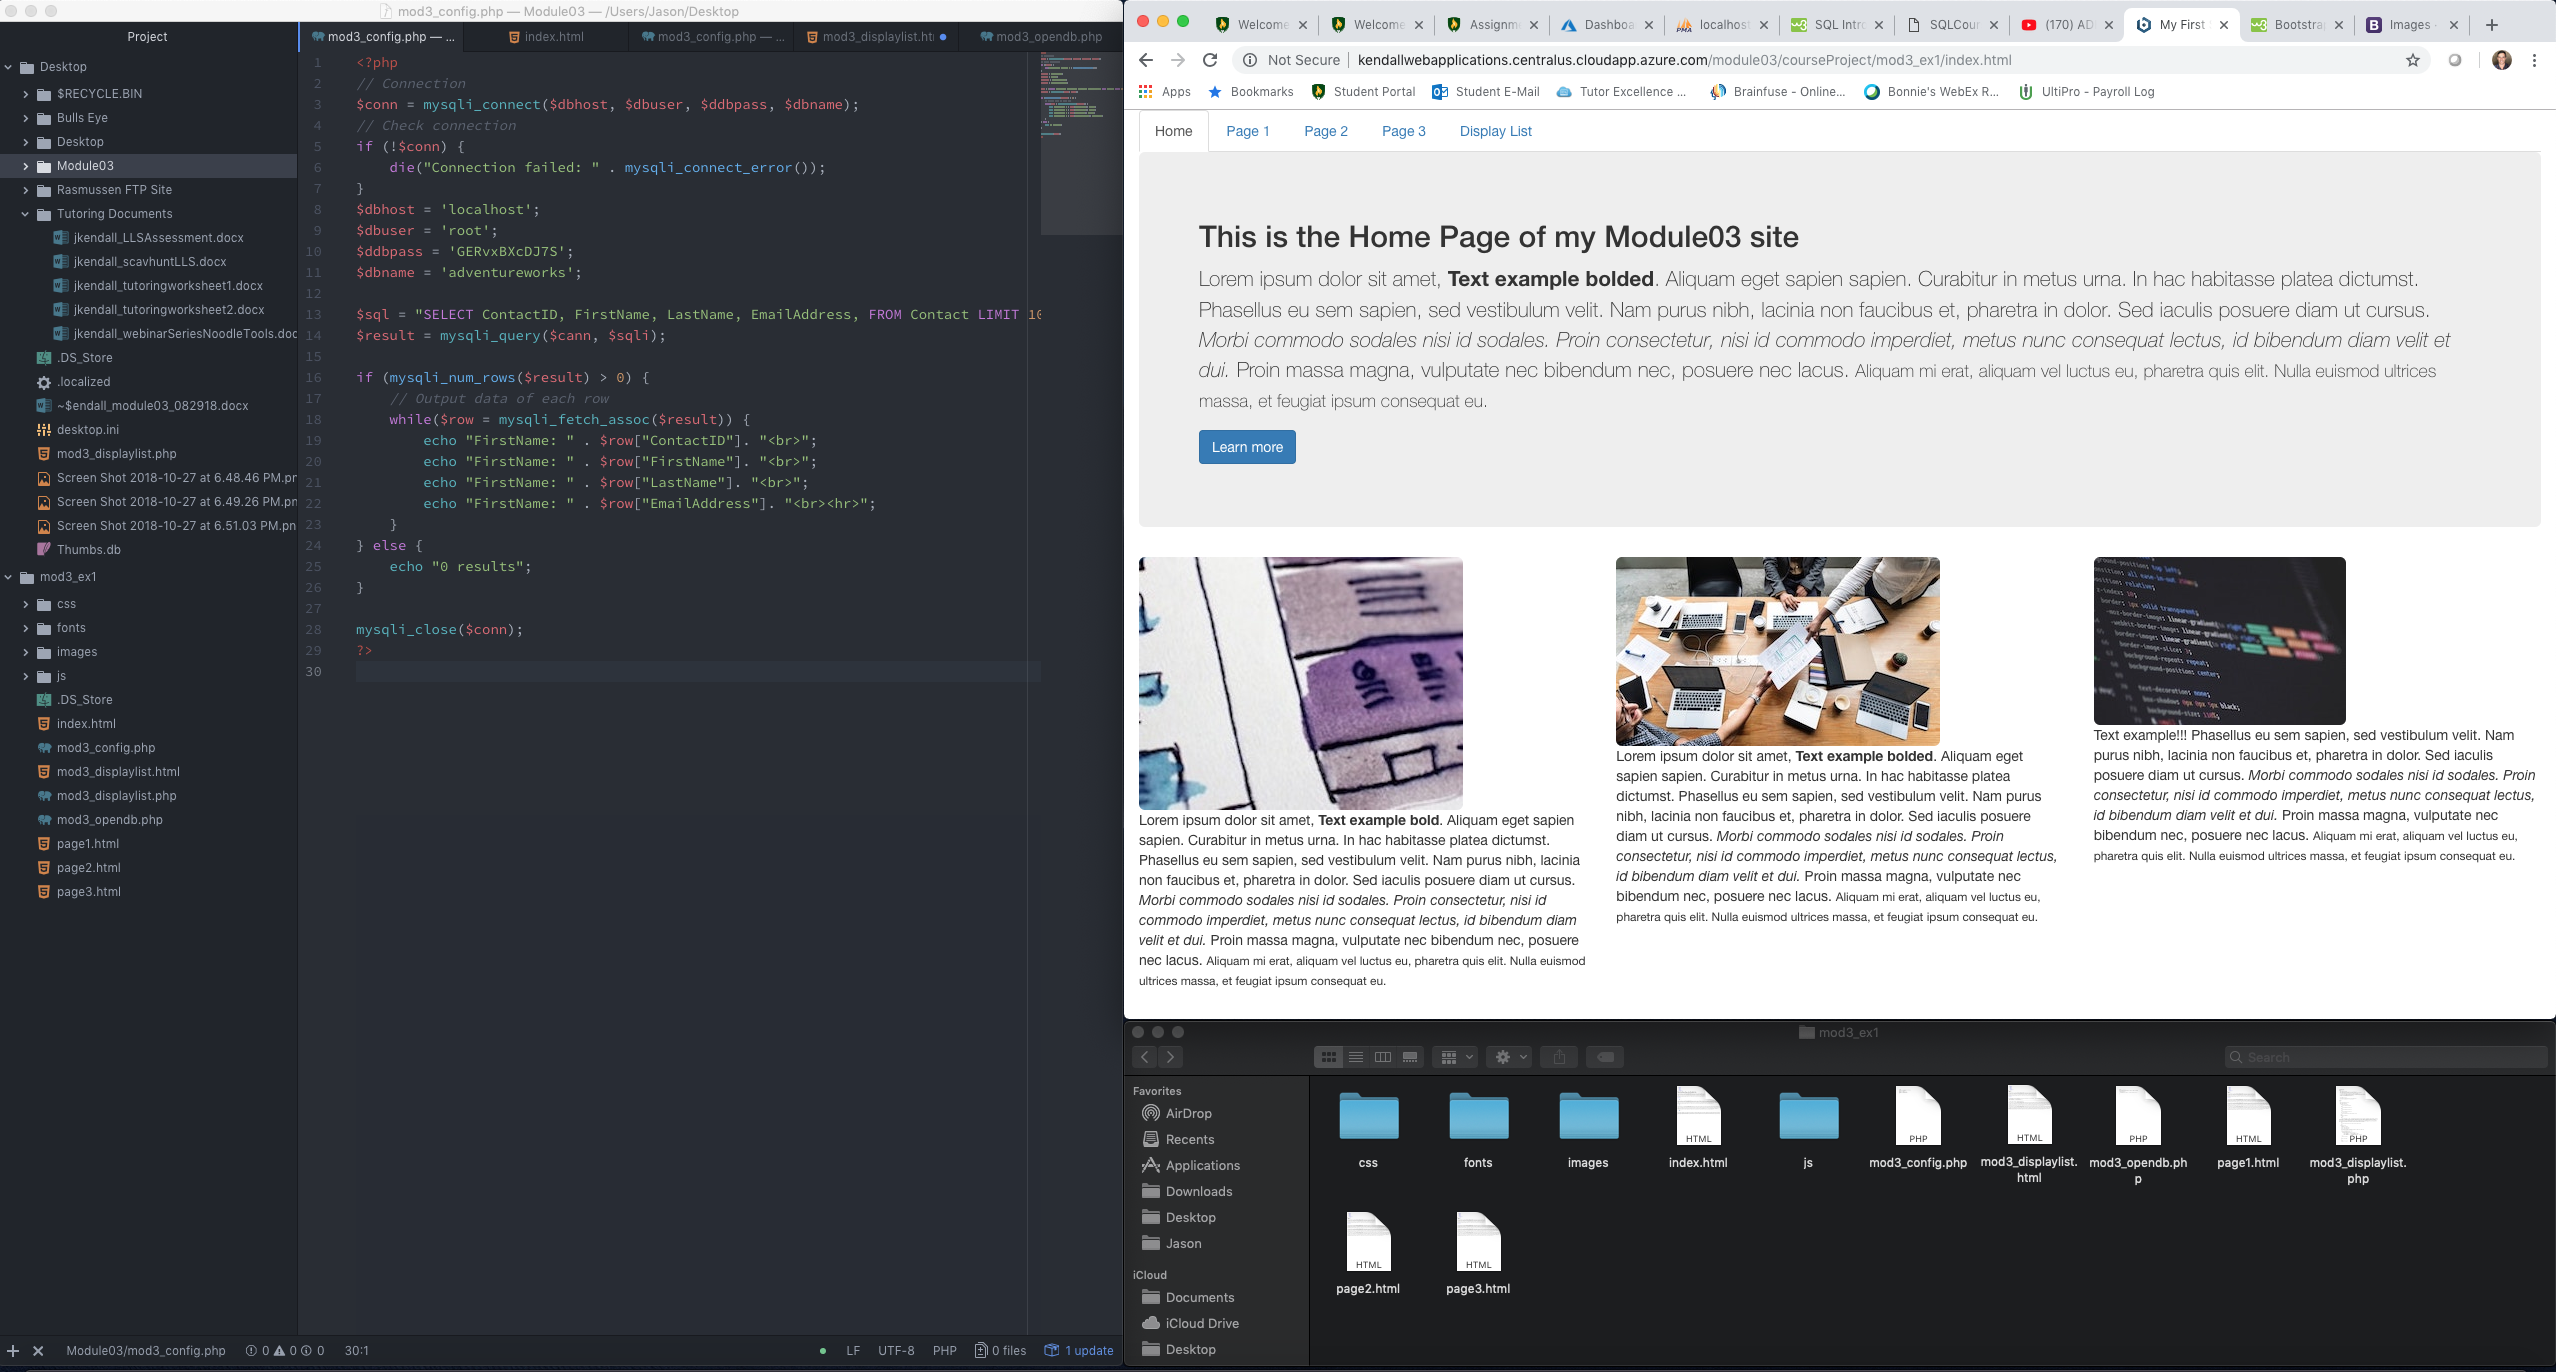 mod3_config.php — Module03 — /Users/Jason/Desktop
Project
Desktop
$RECYCLE.BIN
Bulls Eye
Desktop
Module03
Rasmussen FTP Site
Tutoring Documents
jkendall_LLSAssessment.docx
jkendall_scavhuntLLS.docx
jkendall_tutoringworksheet1.docx
jkendall_tutoringworksheet2.docx
jkendall_webinarSeriesNoodleTools.doc
.DS_Store
.localized
~$endall_module03_082918.docx
desktop.ini
mod3_displaylist.php
Screen Shot 2018-10-27 at 6.48.46 PM.pn
Screen Shot 2018-10-27 at 6.49.26 PM.pn
Screen Shot 2018-10-27 at 6.51.03 PM.pn
Thumbs.db
mod3_ex1
css
fonts
images
js
.DS_Store
index.html
mod3_config.php
mod3_displaylist.html
mod3_displaylist.php
mod3_opendb.php
page1.html
page2.html
page3.html
mod3_config.php — ...
index.html
mod3_config.php — ...
mod3_displaylist.ht
mod3_opendb.php
1 <?php
2 // Connection
3 $conn = mysqli_connect($dbhost, $dbuser, $ddbpass, $dbname);
4 // Check connection
5 if (!$conn) {
6 die("Connection failed: " . mysqli_connect_error());
7 }
8 $dbhost = 'localhost';
9 $dbuser = 'root';
10 $ddbpass = 'GERvxBXcDJ7S';
11 $dbname = 'adventureworks';
12
13 $sql = "SELECT ContactID, FirstName, LastName, EmailAddress, FROM Contact LIMIT 10
14 $result = mysqli_query($cann, $sqli);
15
16 if (mysqli_num_rows($result) > 0) {
17 // Output data of each row
18 while($row = mysqli_fetch_assoc($result)) {
19 echo "FirstName: " . $row["ContactID"]. "<br>";
20 echo "FirstName: " . $row["FirstName"]. "<br>";
21 echo "FirstName: " . $row["LastName"]. "<br>";
22 echo "FirstName: " . $row["EmailAddress"]. "<br><hr>";
23 }
24 } else {
25 echo "0 results";
26 }
27
28 mysqli_close($conn);
29 ?>
30
Module03/mod3_config.php 0 0 0 30:1
LF UTF-8 PHP 0 files 1 update
Welcome Welcome Assignme Dashboa localhost SQL Intro SQLCour (170) AD My First Bootstrap Images -
Not Secure | kendallwebapplications.centralus.cloudapp.azure.com/module03/courseProject/mod3_ex1/index.html
Apps Bookmarks Student Portal Student E-Mail Tutor Excellence ... Brainfuse - Online... Bonnie's WebEx R... UltiPro - Payroll Log
Home Page 1 Page 2 Page 3 Display List
This is the Home Page of my Module03 site
Lorem ipsum dolor sit amet, Text example bolded. Aliquam eget sapien sapien. Curabitur in metus urna. In hac habitasse platea dictumst.
Phasellus eu sem sapien, sed vestibulum velit. Nam purus nibh, lacinia non faucibus et, pharetra in dolor. Sed iaculis posuere diam ut cursus.
Morbi commodo sodales nisi id sodales. Proin consectetur, nisi id commodo imperdiet, metus nunc consequat lectus, id bibendum diam velit et
dui. Proin massa magna, vulputate nec bibendum nec, posuere nec lacus. Aliquam mi erat, aliquam vel luctus eu, pharetra quis elit. Nulla euismod ultrices
massa, et feugiat ipsum consequat eu.
Learn more
Lorem ipsum dolor sit amet, Text example bold. Aliquam eget sapien
sapien. Curabitur in metus urna. In hac habitasse platea dictumst.
Phasellus eu sem sapien, sed vestibulum velit. Nam purus nibh, lacinia
non faucibus et, pharetra in dolor. Sed iaculis posuere diam ut cursus.
Morbi commodo sodales nisi id sodales. Proin consectetur, nisi id
commodo imperdiet, metus nunc consequat lectus, id bibendum diam
velit et dui. Proin massa magna, vulputate nec bibendum nec, posuere
nec lacus. Aliquam mi erat, aliquam vel luctus eu, pharetra quis elit. Nulla euismod
ultrices massa, et feugiat ipsum consequat eu.
Lorem ipsum dolor sit amet, Text example bolded. Aliquam eget
sapien sapien. Curabitur in metus urna. In hac habitasse platea
dictumst. Phasellus eu sem sapien, sed vestibulum velit. Nam purus
nibh, lacinia non faucibus et, pharetra in dolor. Sed iaculis posuere
diam ut cursus. Morbi commodo sodales nisi id sodales. Proin
consectetur, nisi id commodo imperdiet, metus nunc consequat lectus,
id bibendum diam velit et dui. Proin massa magna, vulputate nec
bibendum nec, posuere nec lacus. Aliquam mi erat, aliquam vel luctus eu,
pharetra quis elit. Nulla euismod ultrices massa, et feugiat ipsum consequat eu.
Text example!!! Phasellus eu sem sapien, sed vestibulum velit. Nam
purus nibh, lacinia non faucibus et, pharetra in dolor. Sed iaculis
posuere diam ut cursus. Morbi commodo sodales nisi id sodales. Proin
consectetur, nisi id commodo imperdiet, metus nunc consequat lectus,
id bibendum diam velit et dui. Proin massa magna, vulputate nec
bibendum nec, posuere nec lacus. Aliquam mi erat, aliquam vel luctus eu,
pharetra quis elit. Nulla euismod ultrices massa, et feugiat ipsum consequat eu.
mod3_ex1
Search
Favorites
AirDrop
Recents
Applications
Downloads
Desktop
Jason
iCloud
Documents
iCloud Drive
Desktop
css fonts images index.html js mod3_config.php mod3_displaylist.html mod3_opendb.php page1.html mod3_displaylist.php
page2.html page3.html